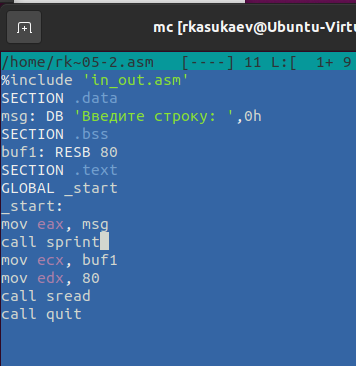 mc [rkasukaev@Ubuntu-Virtu
/home/rk~05-2.asm [----] 11 L:[ 1+ 9
%include 'in_out.asm'
SECTION .data
msg: DB 'Введите строку: ',0h
SECTION .bss
buf1: RESB 80
SECTION .text
GLOBAL _start
_start:
mov eax, msg
call sprint
mov ecx, buf1
mov edx, 80
call sread
call quit